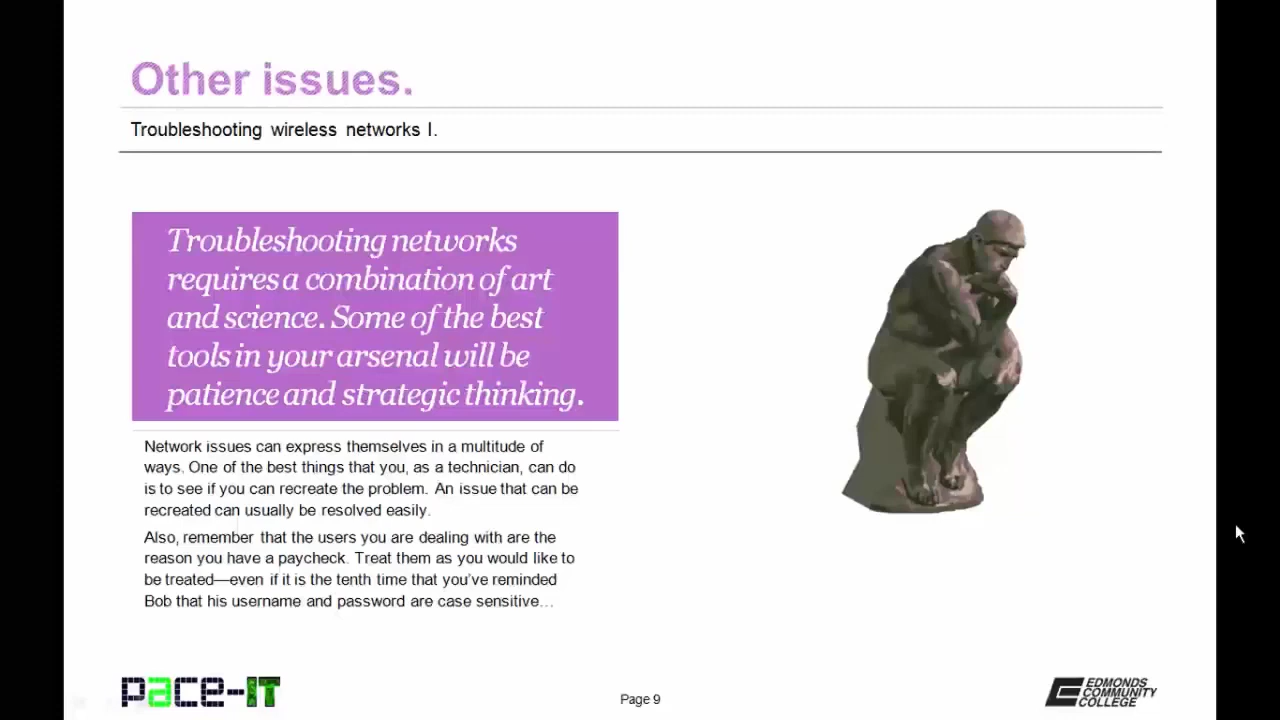 Other issues.
Troubleshooting wireless networks I.
Troubleshooting networks
requires a combination of art
and science. Some of the best
tools in your arsenal will be
patience and strategic thinking.
Network issues can express themselves in a multitude of
ways. One of the best things that you, as a technician, can do
is to see if you can recreate the problem. An issue that can be
recreated can usually be resolved easily.
Also, remember that the users you are dealing with are the
reason you have a paycheck. Treat them as you would like to
be treated—even if it is the tenth time that you've reminded
Bob that his username and password are case sensitive…
pace-IT
Page 9
EDMONDS
COMMUNITY
COLLEGE